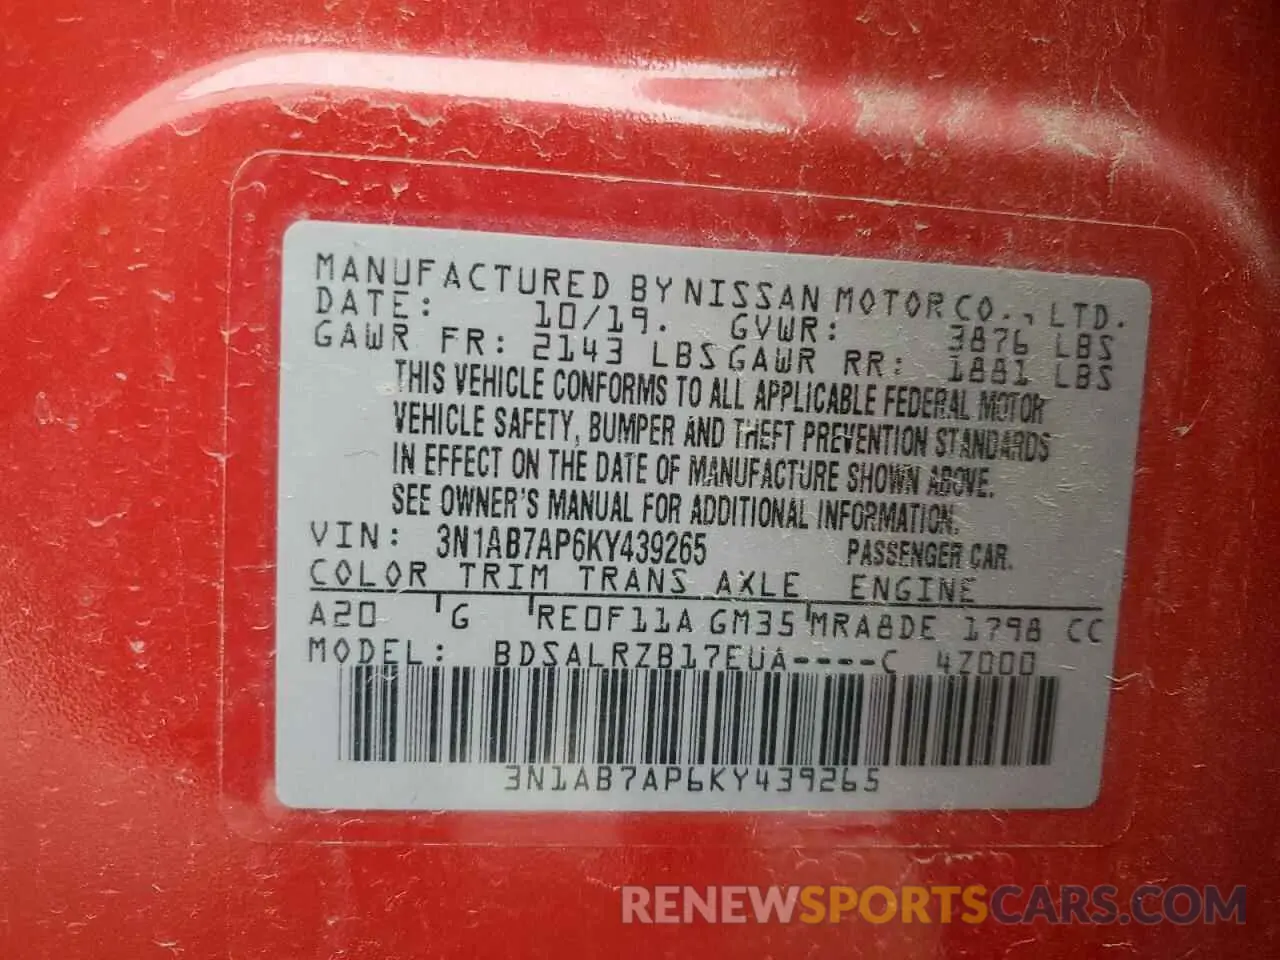 MANUFACTURED BY NISSAN MOTOR CO., LTD.
DATE: 10/19. GVWR: 3876 LBS
GAWR FR: 2143 LBS GAWR RR: 1881 LBS
THIS VEHICLE CONFORMS TO ALL APPLICABLE FEDERAL MOTOR
VEHICLE SAFETY, BUMPER AND THEFT PREVENTION STANDARDS
IN EFFECT ON THE DATE OF MANUFACTURE SHOWN ABOVE.
SEE OWNER'S MANUAL FOR ADDITIONAL INFORMATION.
VIN: 3N1AB7AP6KY439265 PASSENGER CAR.
COLOR TRIM TRANS AXLE ENGINE
A20 G RE0F11A GM35 MRA8DE 1798 CC
MODEL: BDSALRZB17EUA----C 4Z000
3N1AB7AP6KY439265
RENEWSPORTSCARS.COM